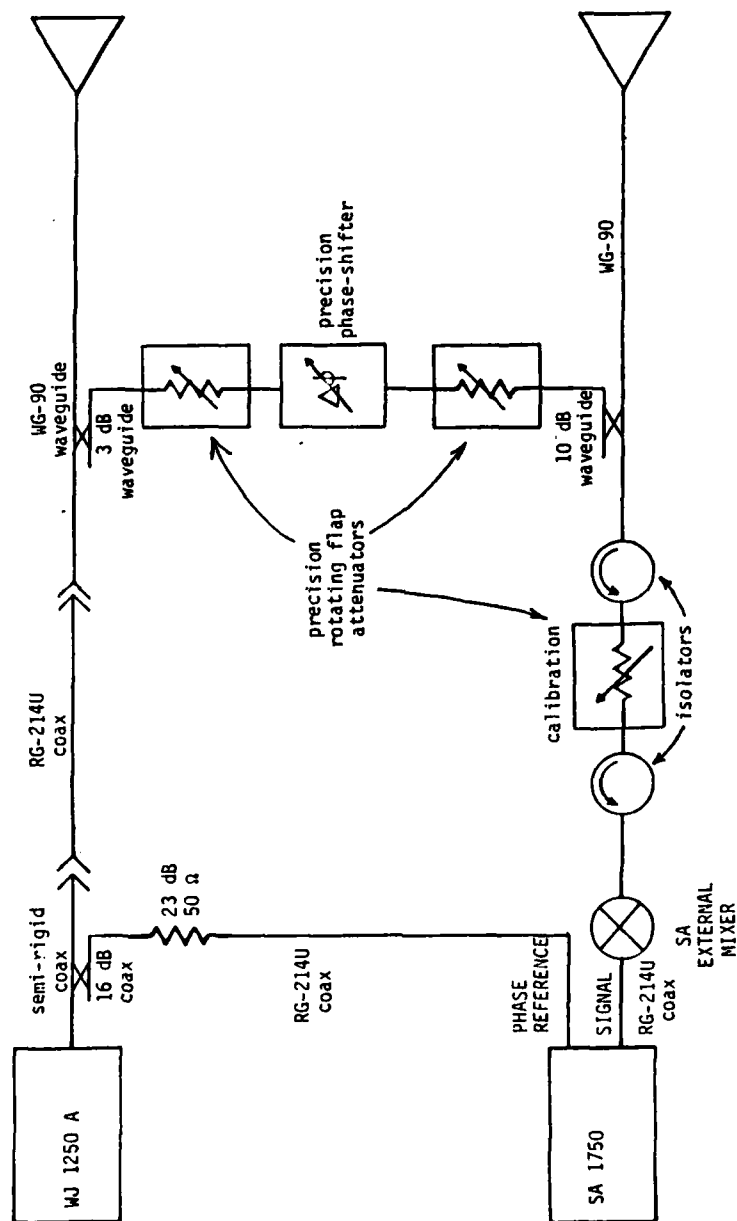 WJ 1250 A
semi-rigid
coax
16 dB
coax
23 dB
50 Ω
RG-214U
coax
RG-214U
coax
WG-90
waveguide
3 dB
waveguide
precision
phase-shifter
precision
rotating flap
attenuators
10 dB
waveguide
WG-90
calibration
isolators
SA
EXTERNAL
MIXER
PHASE
REFERENCE
SIGNAL
RG-214U
coax
SA 1750